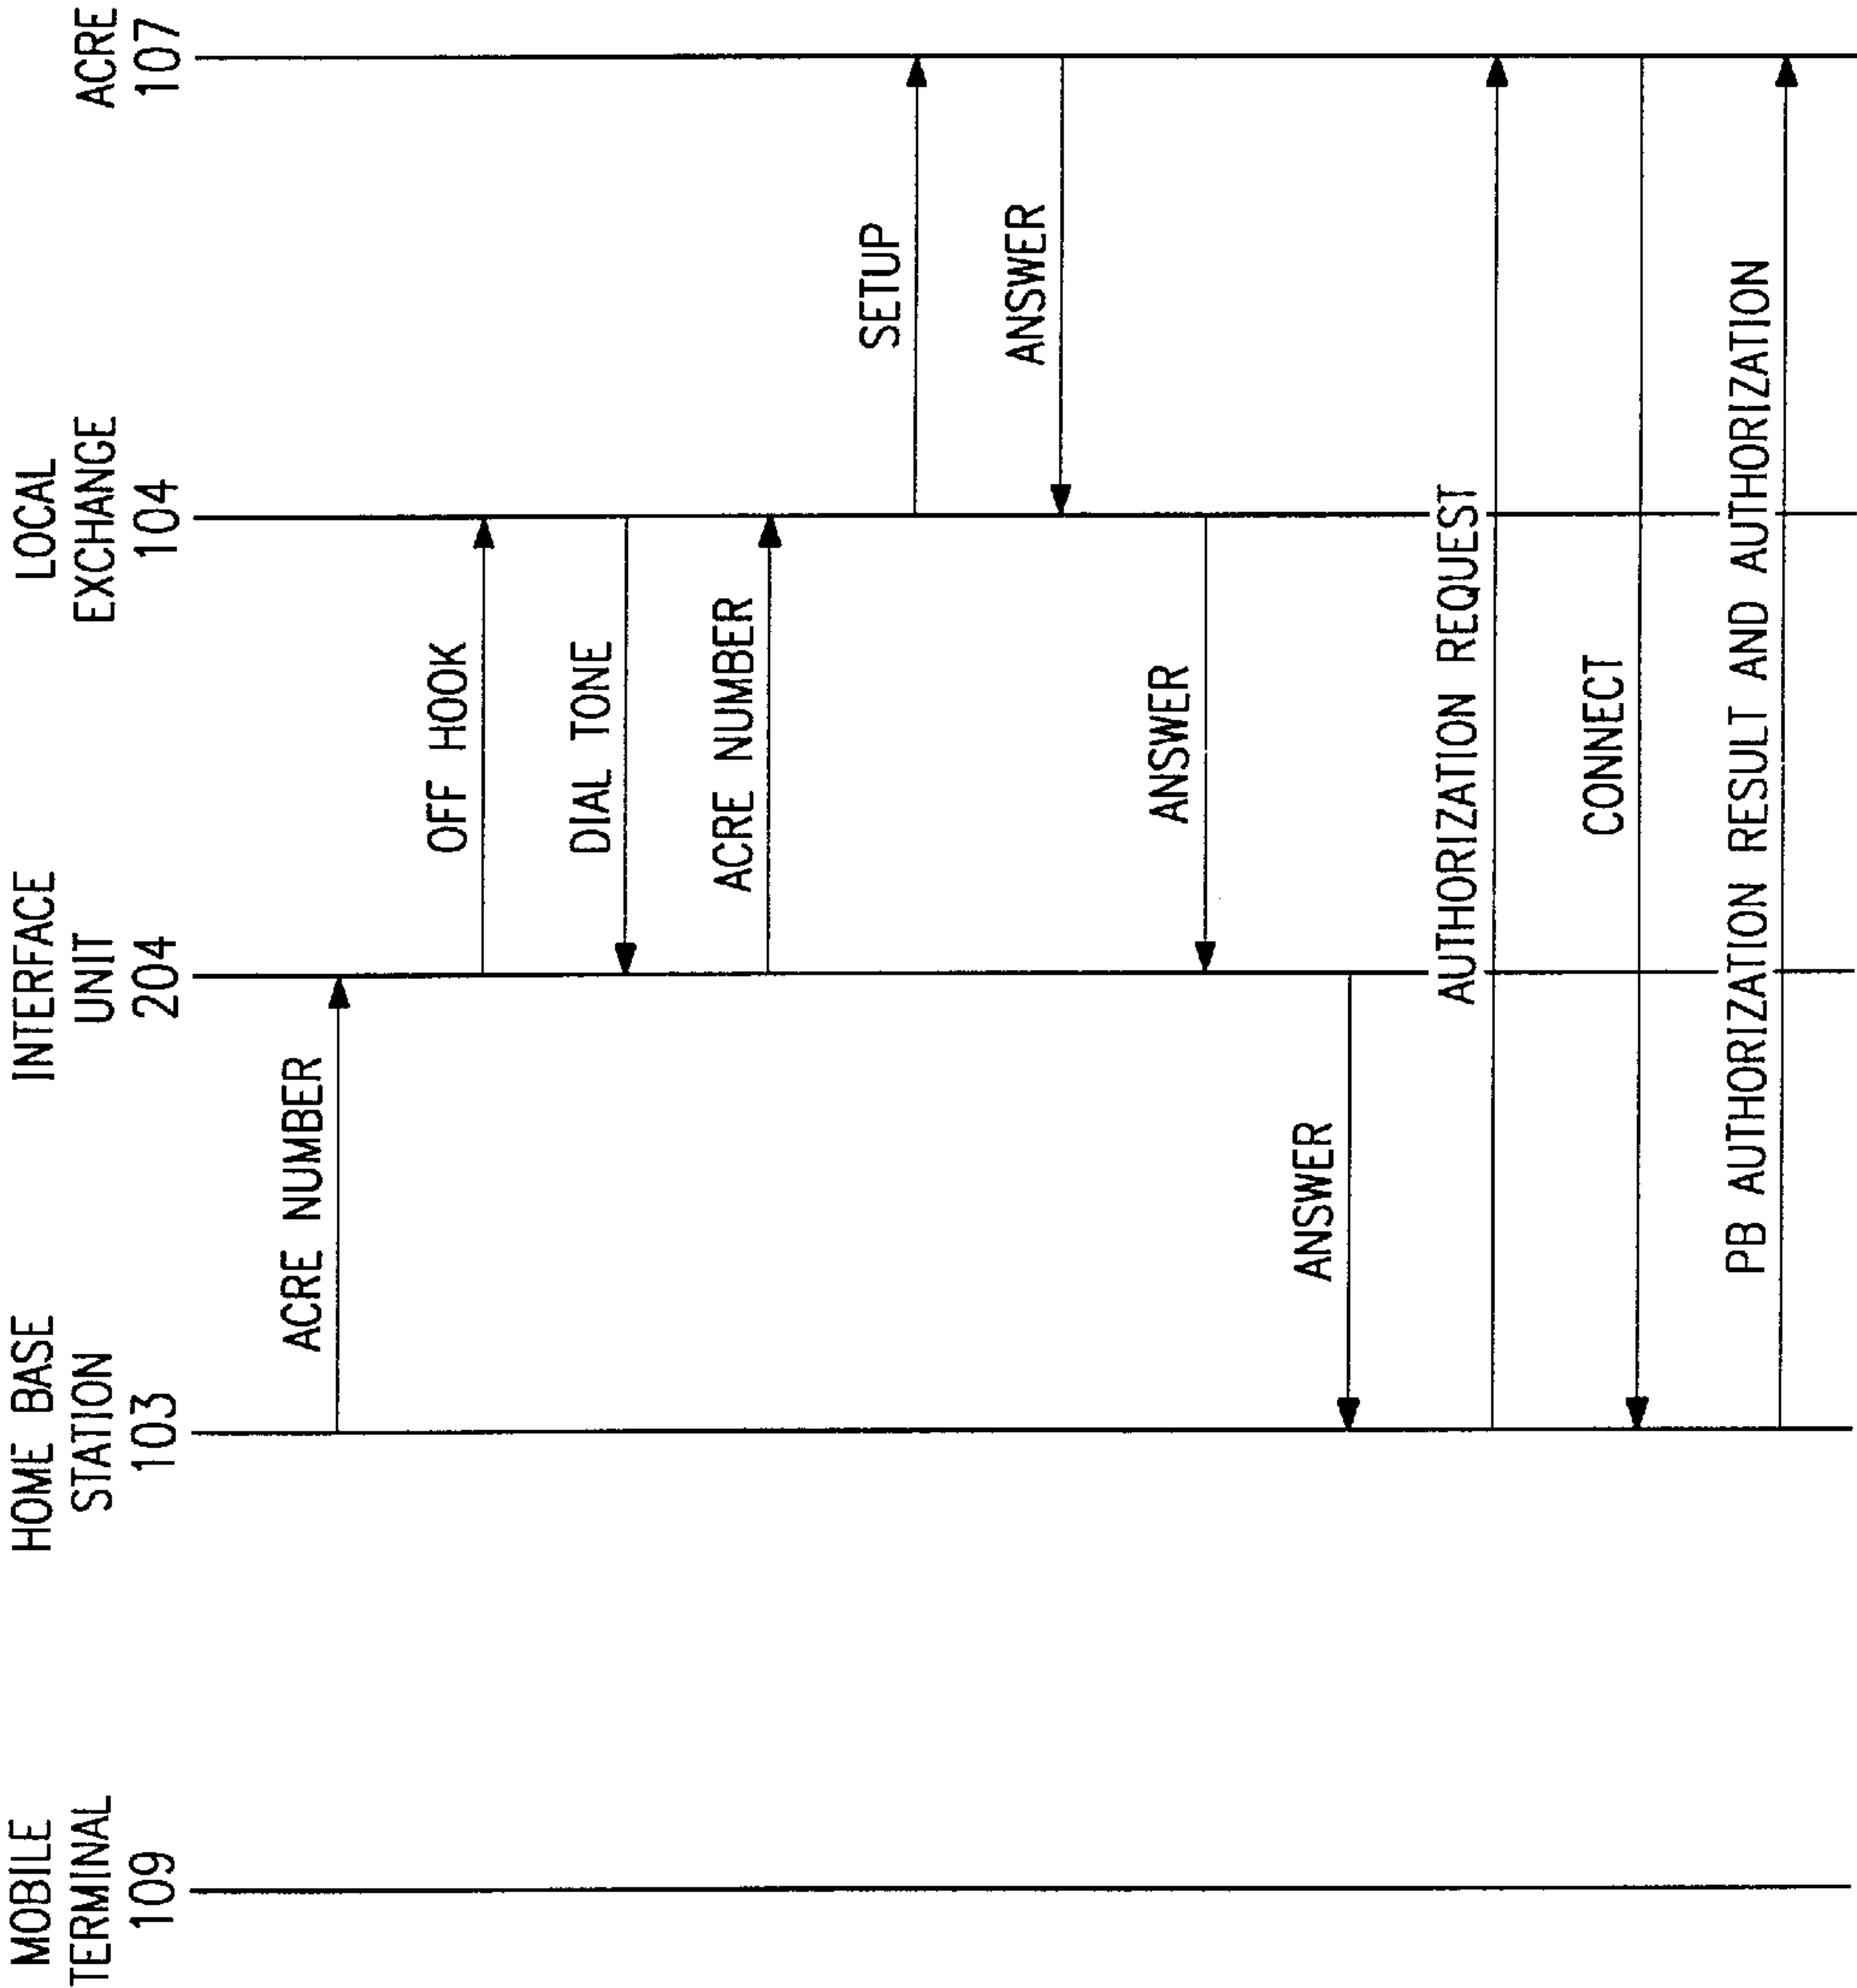 MOBILE
TERMINAL
109
HOME BASE
STATION
103
INTERFACE
UNIT
204
LOCAL
EXCHANGE
104
ACRE
107
ACRE NUMBER
OFF HOOK
DIAL TONE
ACRE NUMBER
SETUP
ANSWER
ANSWER
ANSWER
AUTHORIZATION REQUEST
CONNECT
PB AUTHORIZATION RESULT AND AUTHORIZATION